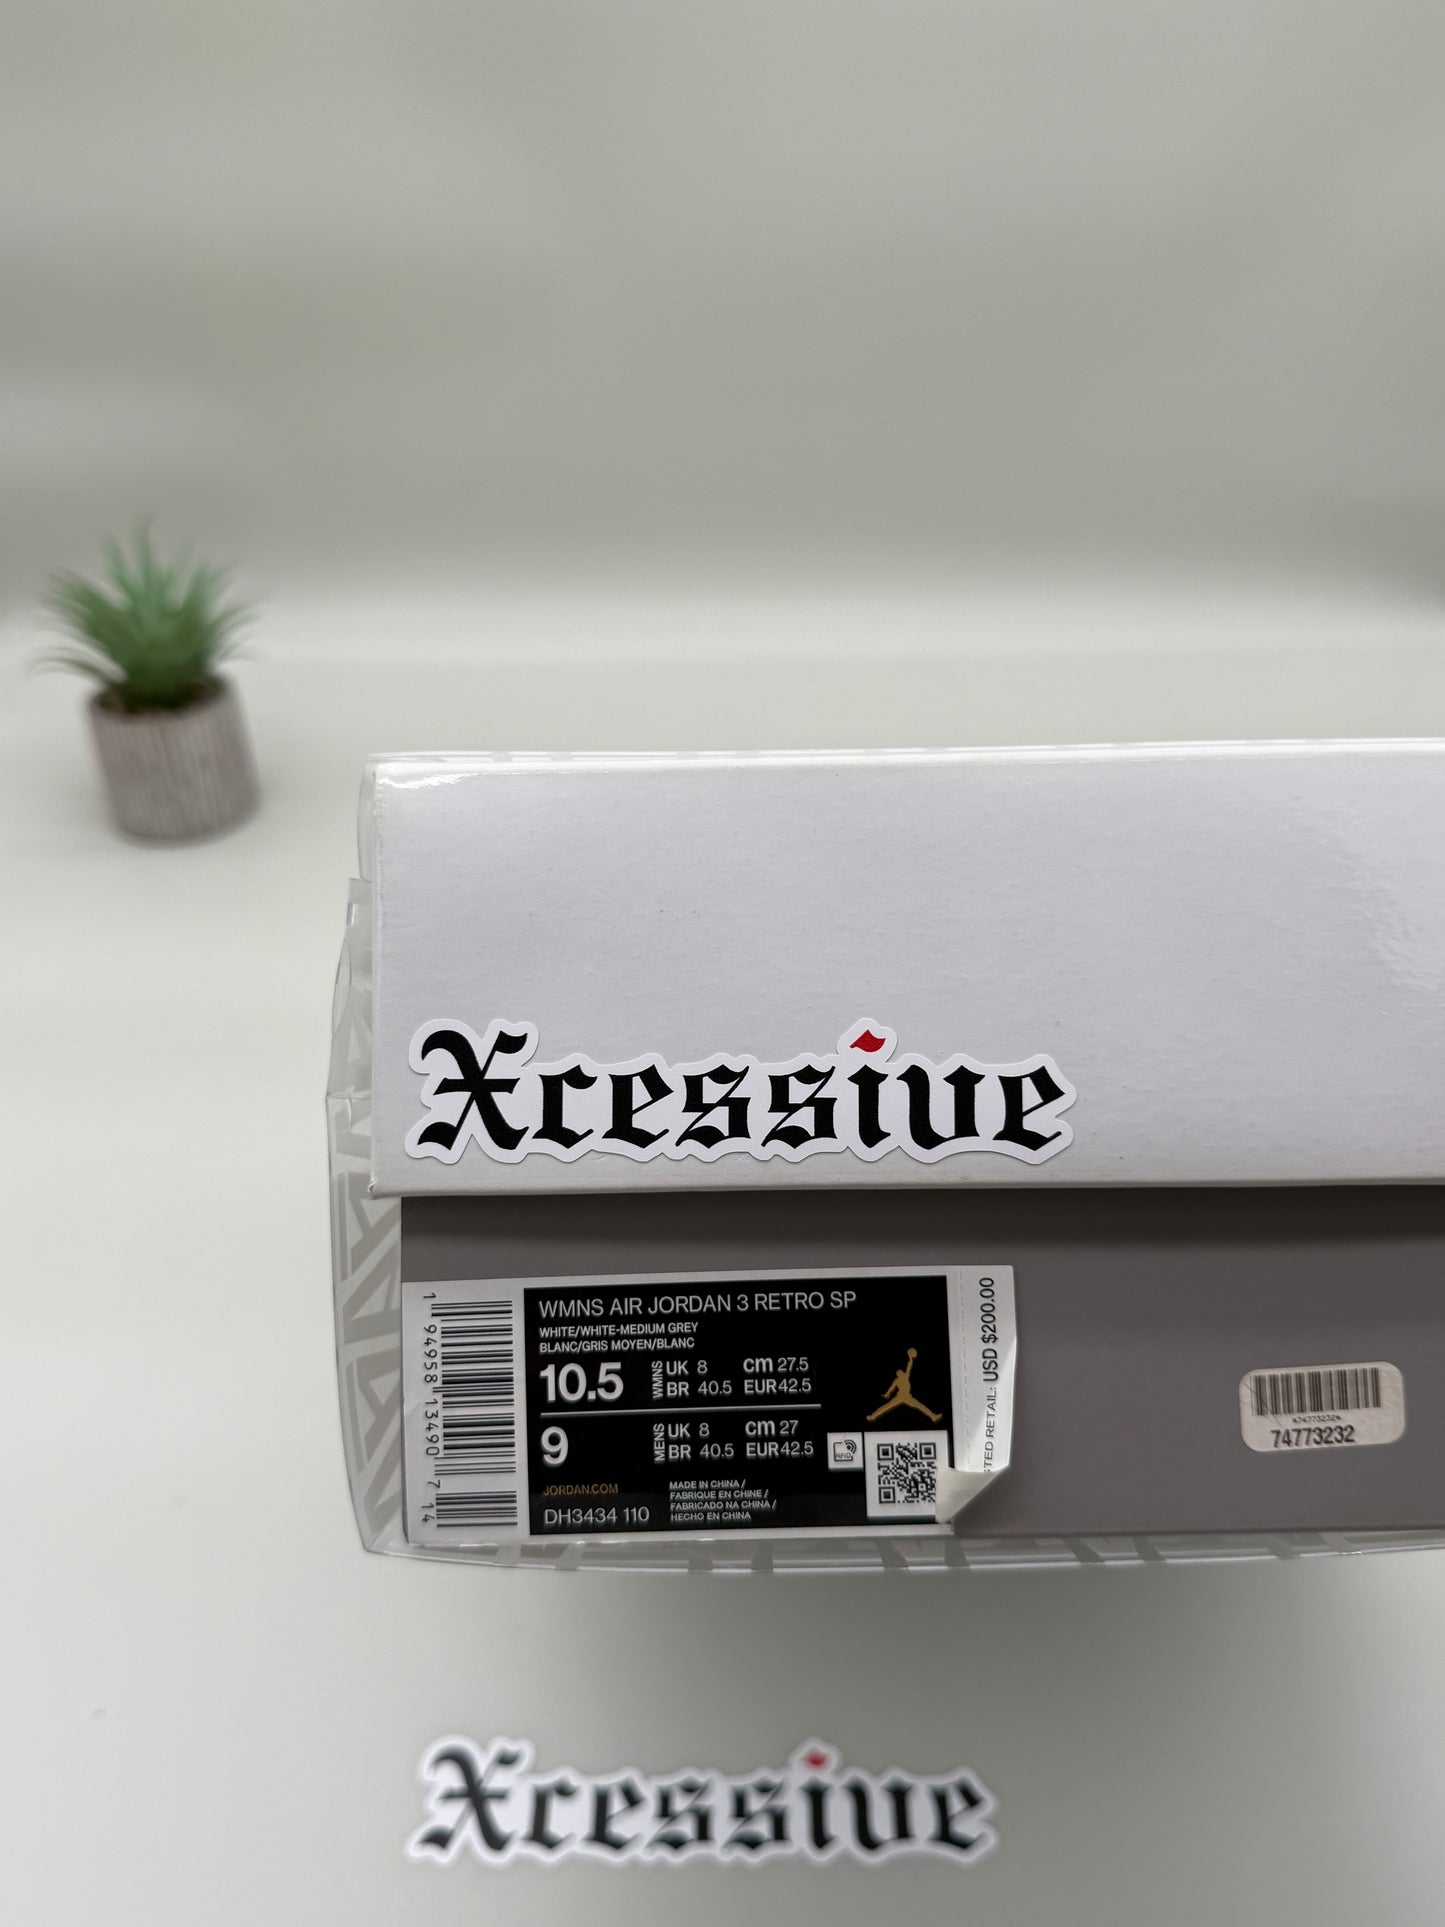 Xcessive
WMNS AIR JORDAN 3 RETRO SP
WHITE/WHITE-MEDIUM GREY
BLANC/GRIS MOYEN/BLANC
10.5 WMNS UK 8 cm 27.5
BR 40.5 EUR 42.5
9 MENS UK 8 cm 27
BR 40.5 EUR 42.5
JORDAN.COM
DH3434 110
MADE IN CHINA /
FABRIQUE EN CHINE /
FABRICADO NA CHINA /
HECHO EN CHINA
RFID
1 94958 13490 7 14
STED RETAIL: USD $200.00
*74773232*
74773232
Xcessive